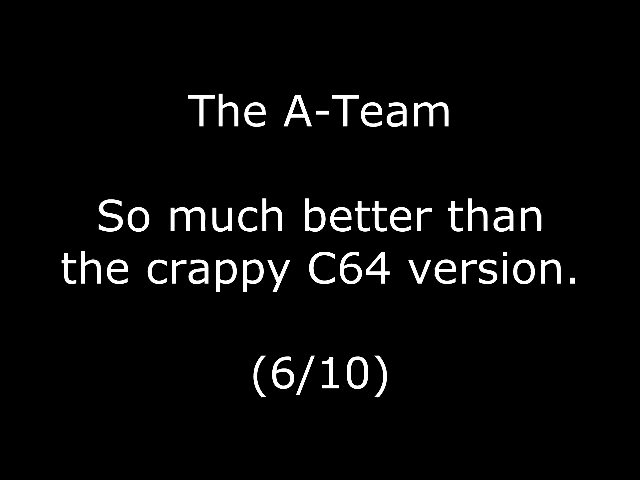 The A-Team
So much better than
the crappy C64 version.
(6/10)